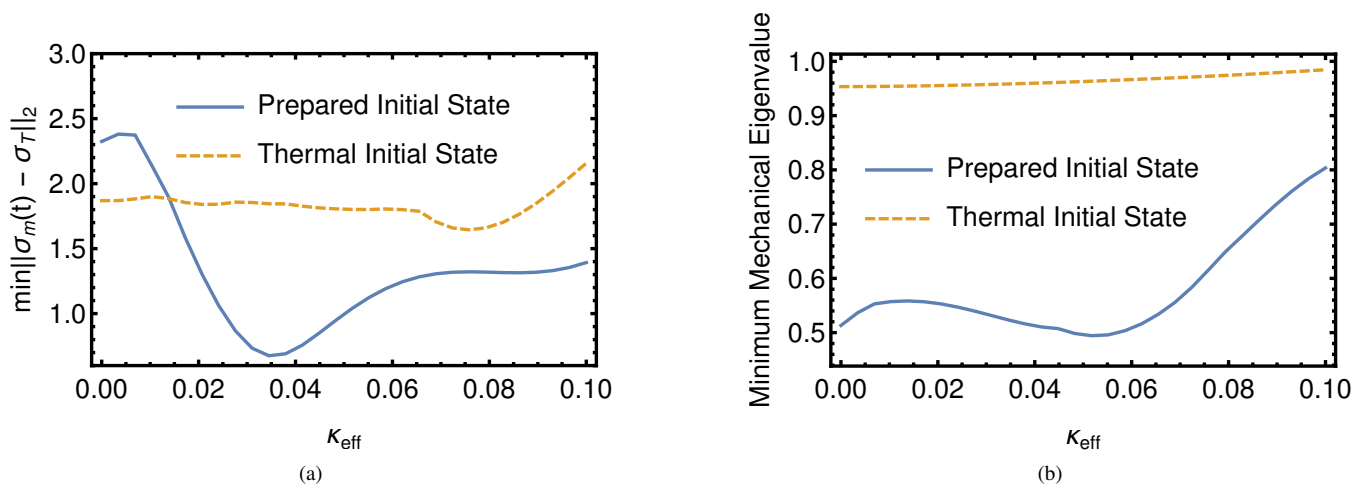 min||σm(t) − σT||2
3.0
2.5
2.0
1.5
1.0
Prepared Initial State
Thermal Initial State
0.00 0.02 0.04 0.06 0.08 0.10
κeff
(a)
Minimum Mechanical Eigenvalue
1.0
0.9
0.8
0.7
0.6
0.5
Prepared Initial State
Thermal Initial State
0.00 0.02 0.04 0.06 0.08 0.10
κeff
(b)